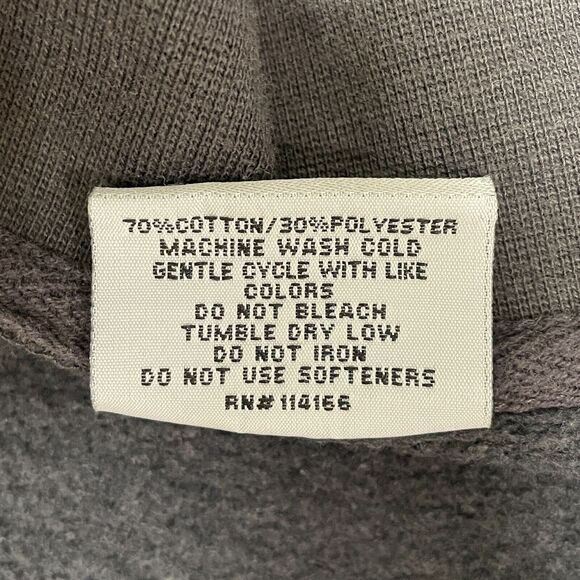 70%COTTON/30%POLYESTER
MACHINE WASH COLD
GENTLE CYCLE WITH LIKE
COLORS
DO NOT BLEACH
TUMBLE DRY LOW
DO NOT IRON
DO NOT USE SOFTENERS
RN# 114166